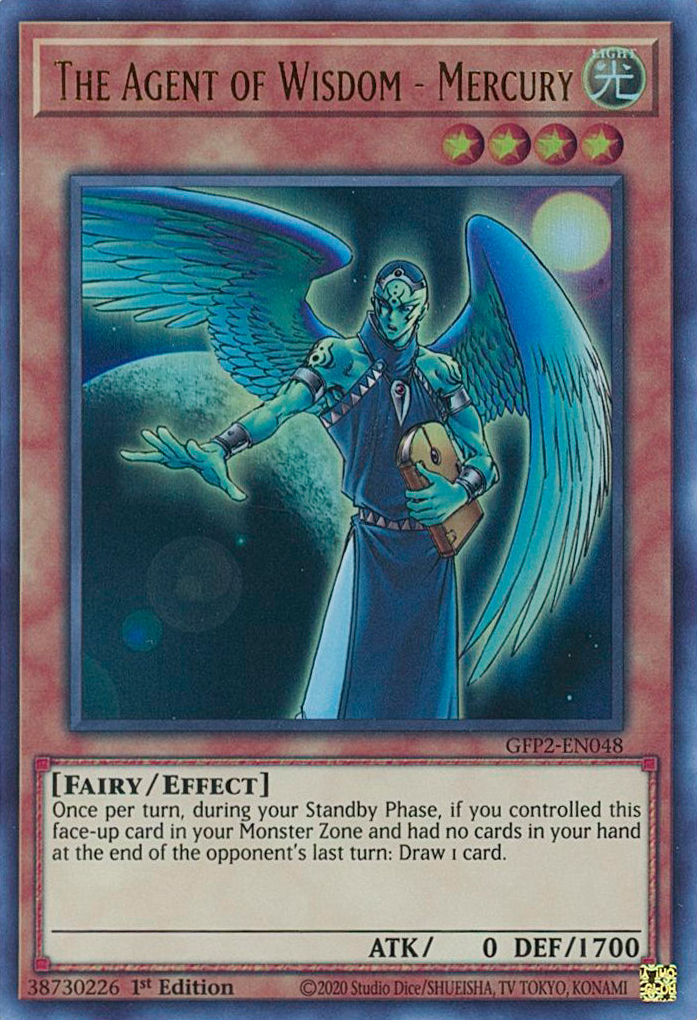 THE AGENT OF WISDOM - MERCURY
LIGHT
光
GFP2-EN048
[FAIRY/EFFECT]
Once per turn, during your Standby Phase, if you controlled this
face-up card in your Monster Zone and had no cards in your hand
at the end of the opponent's last turn: Draw 1 card.
ATK/ 0 DEF/1700
38730226 1st Edition ©2020 Studio Dice/SHUEISHA, TV TOKYO, KONAMI